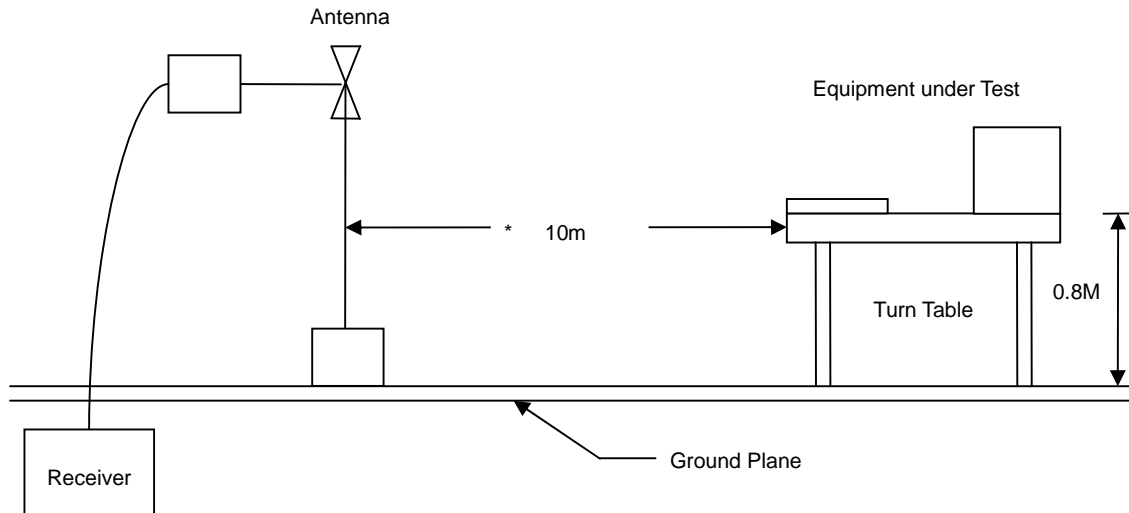 Antenna
Equipment under Test
* 10m
0.8M
Turn Table
Ground Plane
Receiver